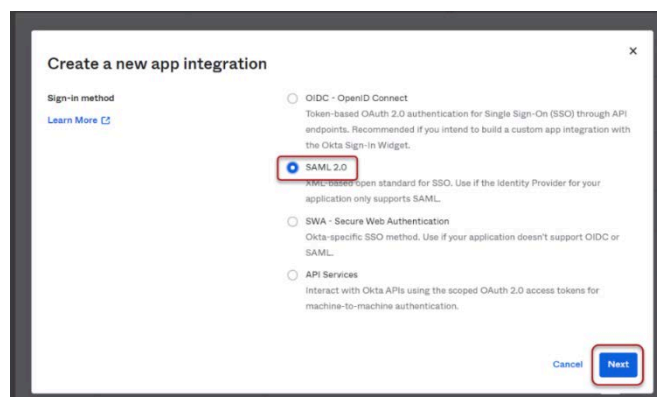 Create a new app integration
Sign-in method
Learn More
OIDC - OpenID Connect
Token-based OAuth 2.0 authentication for Single Sign-On (SSO) through API
endpoints. Recommended if you intend to build a custom app integration with
the Okta Sign-In Widget.
SAML 2.0
XML-based open standard for SSO. Use if the Identity Provider for your
application only supports SAML.
SWA - Secure Web Authentication
Okta-specific SSO method. Use if your application doesn't support OIDC or
SAML.
API Services
Interact with Okta APIs using the scoped OAuth 2.0 access tokens for
machine-to-machine authentication.
Cancel
Next